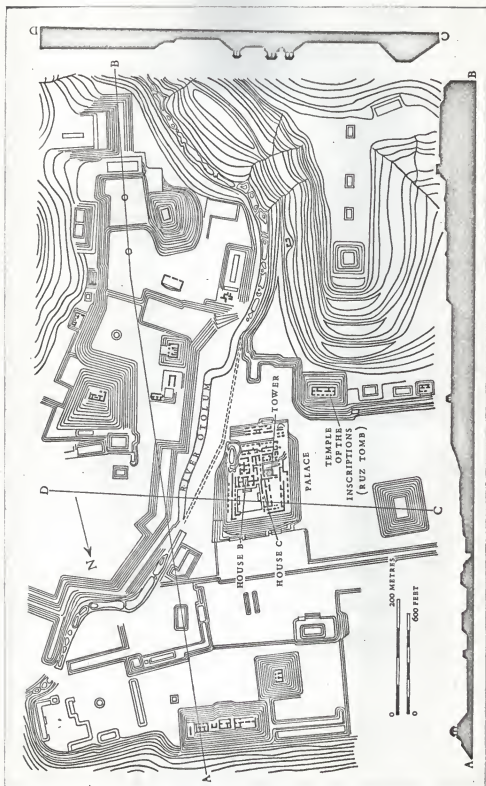 D
C
B
B
D
N
RIVER OTOLUM
TOWER
PALACE
TEMPLE
OF THE
INSCRIPTIONS
(RUZ TOMB)
HOUSE B
HOUSE C
C
200 METRES
0
600 FEET
0
A
A